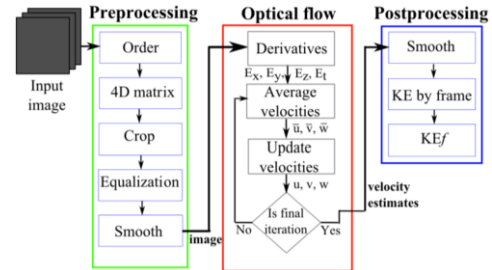 Preprocessing
Optical flow
Postprocessing
Input
image
Order
4D matrix
Crop
Equalization
Smooth
image
Derivatives
Ex, Ey, Ez, Et
Average
velocities
u̅, v̅, w̅
Update
velocities
u, v, w
Is final
iteration
No
Yes
velocity
estimates
Smooth
KE by frame
KEf